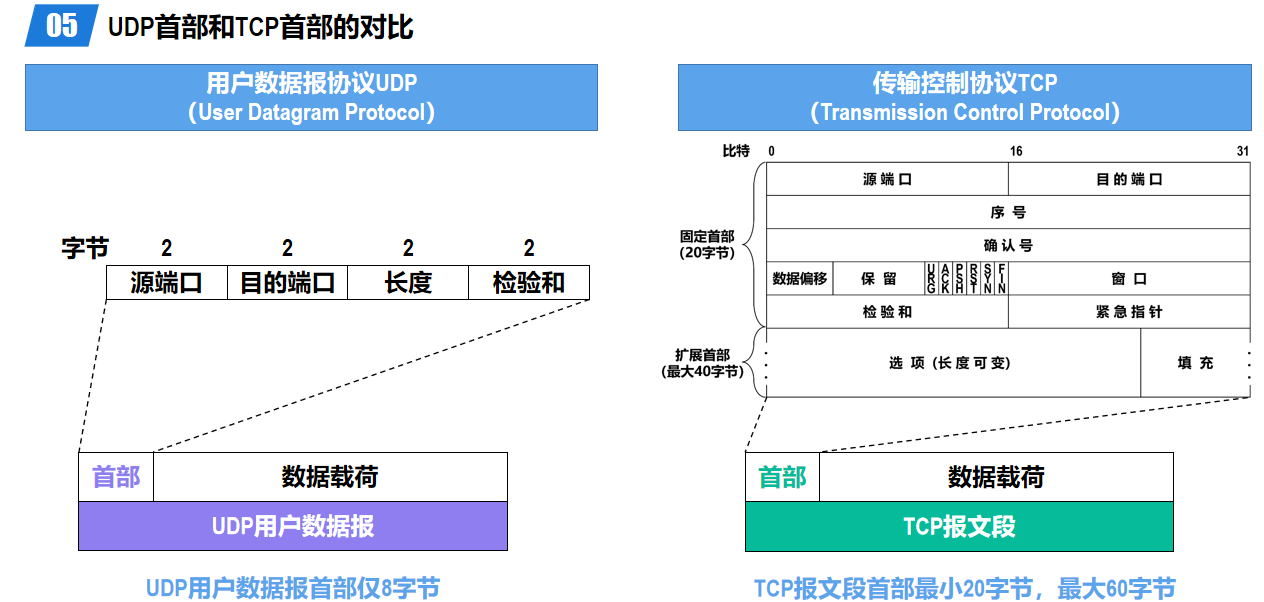 05 UDP首部和TCP首部的对比
用户数据报协议UDP
（User Datagram Protocol）
字节 2 2 2 2
源端口 目的端口 长度 检验和
首部 数据载荷
UDP用户数据报
UDP用户数据报首部仅8字节
传输控制协议TCP
（Transmission Control Protocol）
比特 0 16 31
源端口 目的端口
序号
固定首部
(20字节)
确认号
数据偏移 保留 URG ACK PSH RST SYN FIN 窗口
检验和 紧急指针
扩展首部
(最大40字节)
选项 (长度可变) 填充
首部 数据载荷
TCP报文段
TCP报文段首部最小20字节，最大60字节